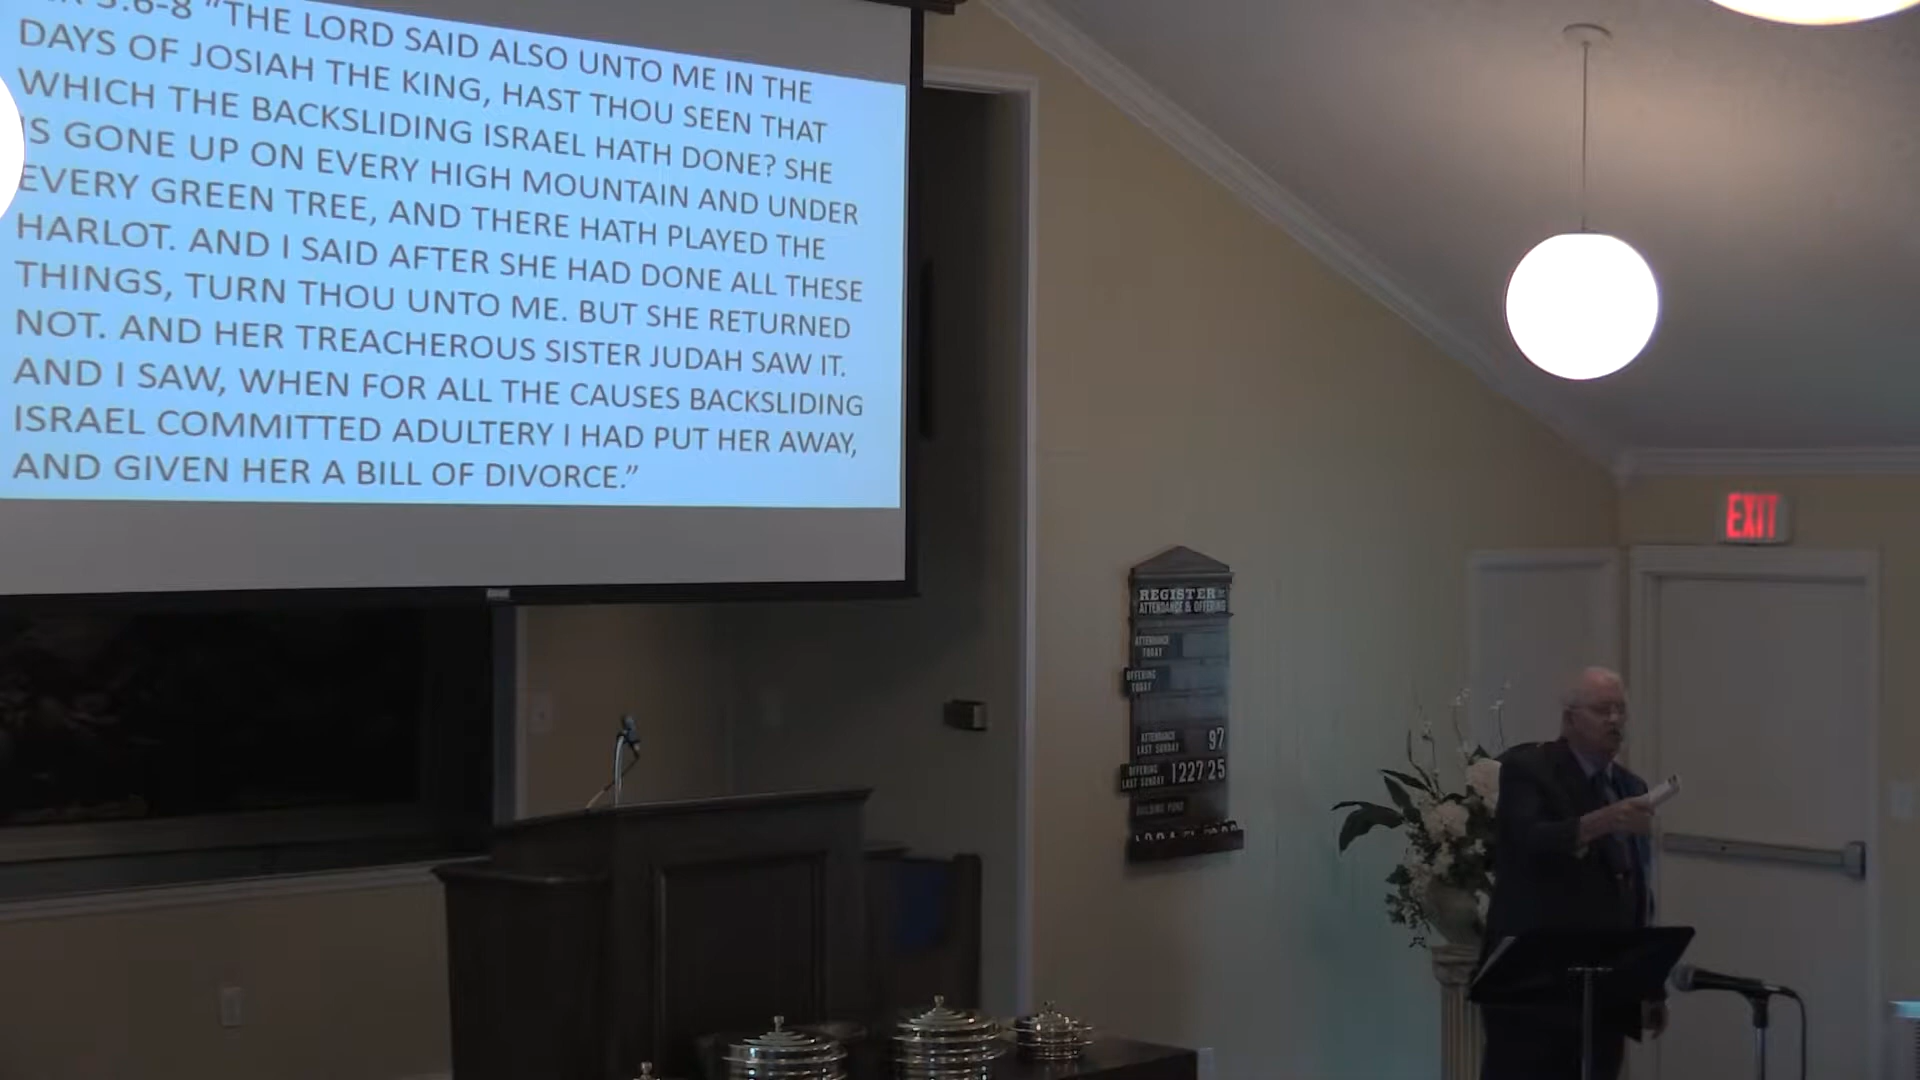 3:6-8 “THE LORD SAID ALSO UNTO ME IN THE
DAYS OF JOSIAH THE KING, HAST THOU SEEN THAT
WHICH THE BACKSLIDING ISRAEL HATH DONE? SHE
IS GONE UP ON EVERY HIGH MOUNTAIN AND UNDER
EVERY GREEN TREE, AND THERE HATH PLAYED THE
HARLOT. AND I SAID AFTER SHE HAD DONE ALL THESE
THINGS, TURN THOU UNTO ME. BUT SHE RETURNED
NOT. AND HER TREACHEROUS SISTER JUDAH SAW IT.
AND I SAW, WHEN FOR ALL THE CAUSES BACKSLIDING
ISRAEL COMMITTED ADULTERY I HAD PUT HER AWAY,
AND GIVEN HER A BILL OF DIVORCE.”
EXIT
REGISTER OF
ATTENDANCE & OFFERING
ATTENDANCE
TODAY
OFFERING
TODAY
ATTENDANCE
LAST SUNDAY 97
OFFERING
LAST SUNDAY 1227 25
BUILDING FUND